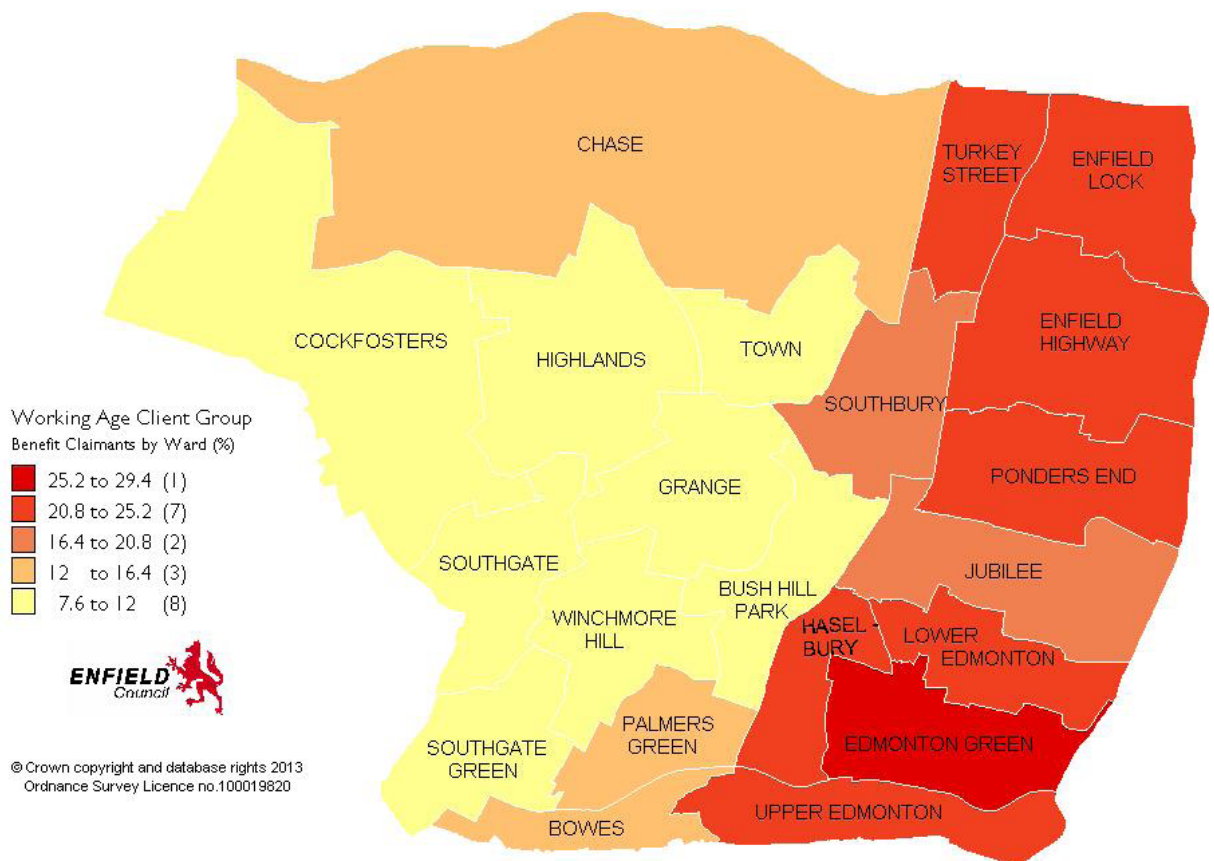 CHASE
TURKEY
STREET
ENFIELD
LOCK
COCKFOSTERS
HIGHLANDS
TOWN
ENFIELD
HIGHWAY
SOUTHBURY
Working Age Client Group
Benefit Claimants by Ward (%)
25.2 to 29.4 (1)
20.8 to 25.2 (7)
16.4 to 20.8 (2)
12 to 16.4 (3)
7.6 to 12 (8)
GRANGE
PONDERS END
SOUTHGATE
JUBILEE
BUSH HILL
PARK
WINCHMORE
HILL
HASEL -
BURY
LOWER
EDMONTON
ENFIELD
Council
PALMERS
GREEN
SOUTHGATE
GREEN
EDMONTON GREEN
UPPER EDMONTON
BOWES
© Crown copyright and database rights 2013
Ordnance Survey Licence no.100019820